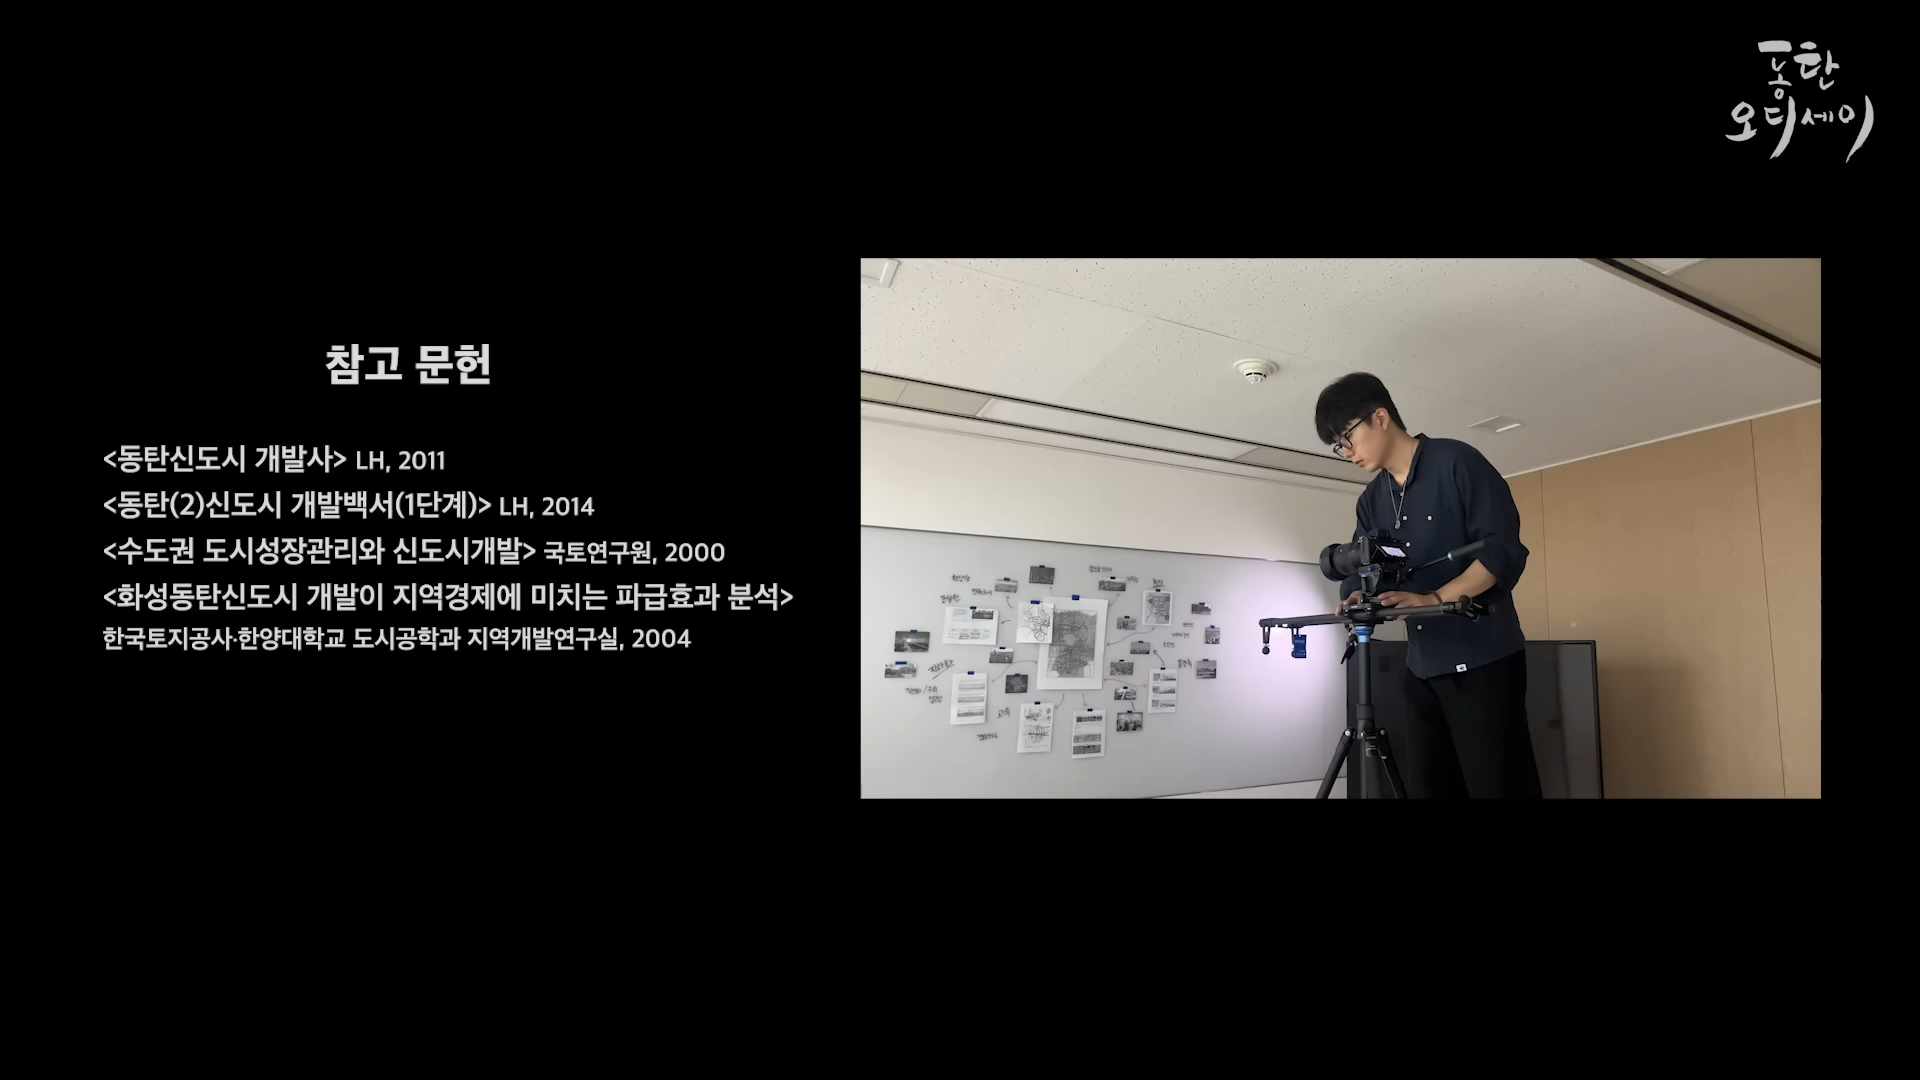 동탄
오디세이
참고 문헌
<동탄신도시 개발사> LH, 2011
<동탄(2)신도시 개발백서(1단계)> LH, 2014
<수도권 도시성장관리와 신도시개발> 국토연구원, 2000
<화성동탄신도시 개발이 지역경제에 미치는 파급효과 분석>
한국토지공사·한양대학교 도시공학과 지역개발연구실, 2004